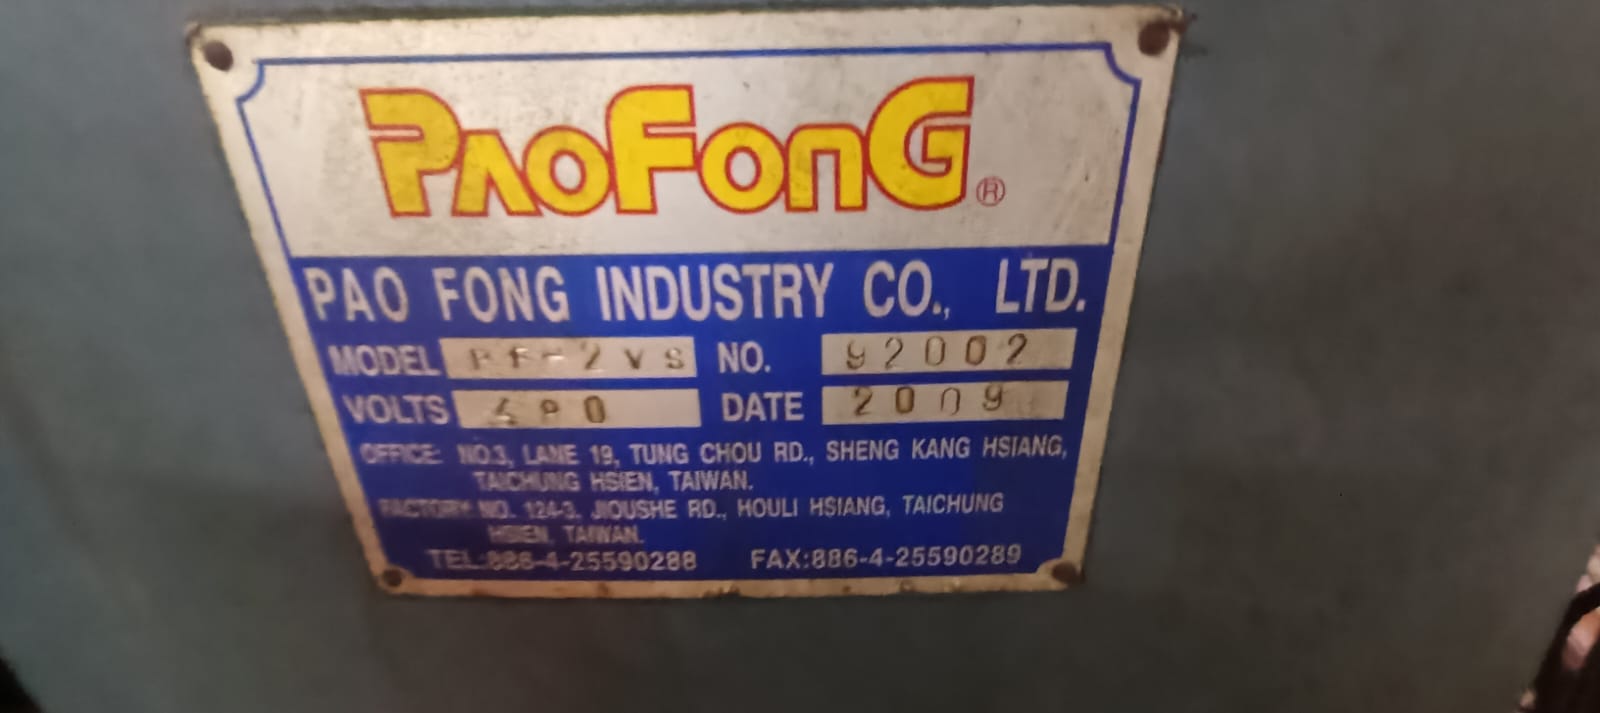 PAOFONG ®
PAO FONG INDUSTRY CO., LTD.
MODEL PF-2VS NO. 92002
VOLTS DATE 2009
OFFICE: NO.3, LANE 19, TUNG CHOU RD., SHENG KANG HSIANG,
TAICHUNG HSIEN, TAIWAN.
FACTORY: NO. 124-3, JIOUSHE RD., HOULI HSIANG, TAICHUNG
HSIEN, TAIWAN.
TEL:886-4-25590288 FAX:886-4-25590289